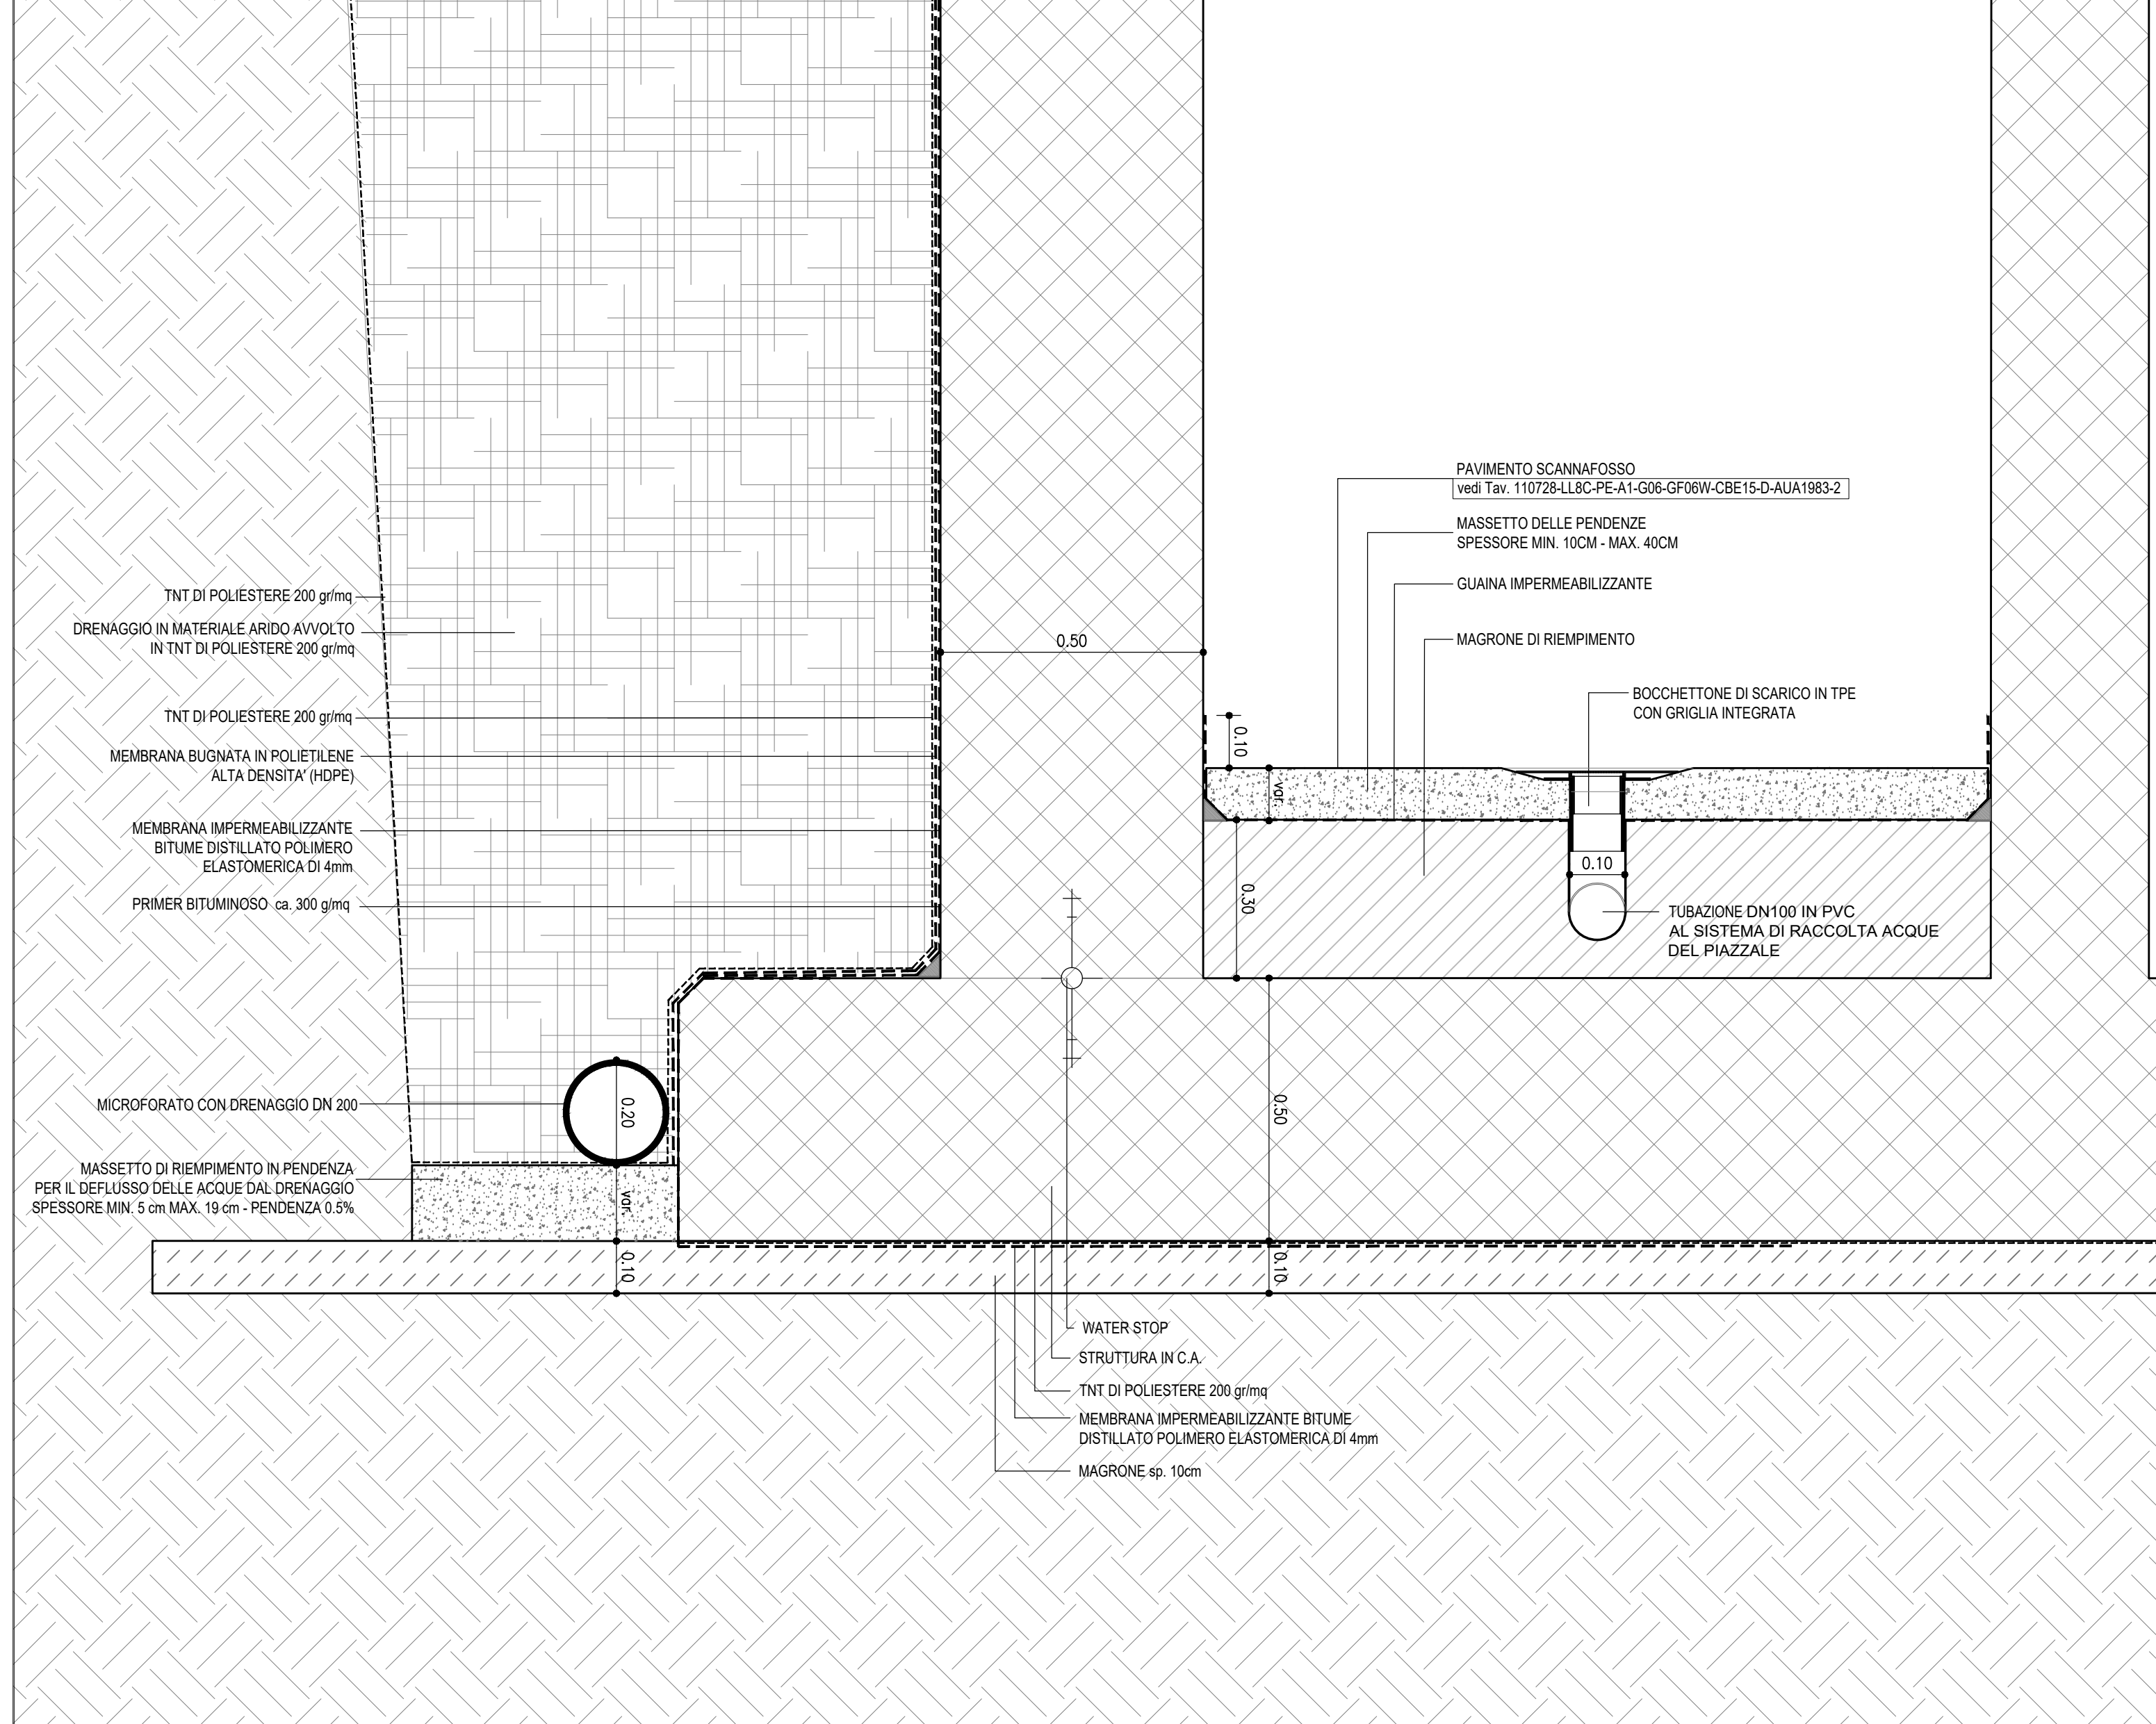 PAVIMENTO SCANNAFOSSO
vedi Tav. 110728-LL8C-PE-A1-G06-GF06W-CBE15-D-AUA1983-2
MASSETTO DELLE PENDENZE
SPESSORE MIN. 10CM - MAX. 40CM
GUAINA IMPERMEABILIZZANTE
MAGRONE DI RIEMPIMENTO
BOCCHETTONE DI SCARICO IN TPE
CON GRIGLIA INTEGRATA
TUBAZIONE DN100 IN PVC
AL SISTEMA DI RACCOLTA ACQUE
DEL PIAZZALE
TNT DI POLIESTERE 200 gr/mq
DRENAGGIO IN MATERIALE ARIDO AVVOLTO
IN TNT DI POLIESTERE 200 gr/mq
TNT DI POLIESTERE 200 gr/mq
MEMBRANA BUGNATA IN POLIETILENE
ALTA DENSITA' (HDPE)
MEMBRANA IMPERMEABILIZZANTE
BITUME DISTILLATO POLIMERO
ELASTOMERICA DI 4mm
PRIMER BITUMINOSO ca. 300 g/mq
MICROFORATO CON DRENAGGIO DN 200
MASSETTO DI RIEMPIMENTO IN PENDENZA
PER IL DEFLUSSO DELLE ACQUE DAL DRENAGGIO
SPESSORE MIN. 5 cm MAX. 19 cm - PENDENZA 0.5%
0.50
0.10
var.
0.30
0.10
0.20
var.
0.10
0.50
0.10
WATER STOP
STRUTTURA IN C.A.
TNT DI POLIESTERE 200 gr/mq
MEMBRANA IMPERMEABILIZZANTE BITUME
DISTILLATO POLIMERO ELASTOMERICA DI 4mm
MAGRONE sp. 10cm